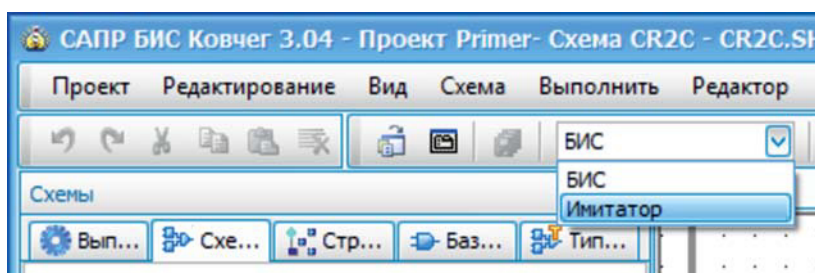 САПР БИС Ковчег 3.04 - Проект Primer- Схема CR2C - CR2C.SH
Проект Редактирование Вид Схема Выполнить Редактор
БИС
БИС
Схемы
Имитатор
Вып... Схе... Стр... Баз... Тип...